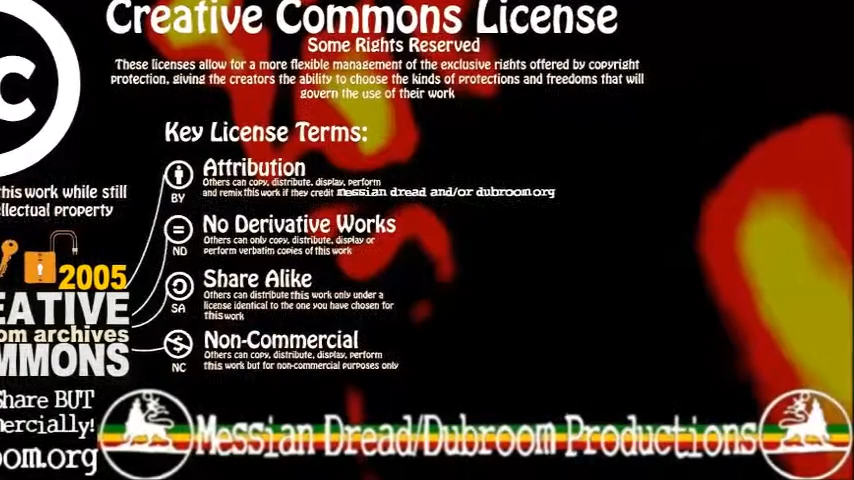 Creative Commons License
Some Rights Reserved
These licenses allow for a more flexible management of the exclusive rights offered by copyright
protection, giving the creators the ability to choose the kinds of protections and freedoms that will
govern the use of their work
Key License Terms:
Attribution
Others can copy, distribute, display, perform
and remix this work if they credit messian dread and/or dubroom.org
BY
No Derivative Works
Others can only copy, distribute, display or
perform verbatim copies of this work
ND
Share Alike
Others can distribute this work only under a
license identical to the one you have chosen for
this work
SA
Non-Commercial
Others can copy, distribute, display, perform
this work but for non-commercial purposes only
NC
C
this work while still
ellectual property
2005
EATIVE
om archives
MMONS
Share BUT
ercially!
oom.org
Messian Dread/Dubroom Productions